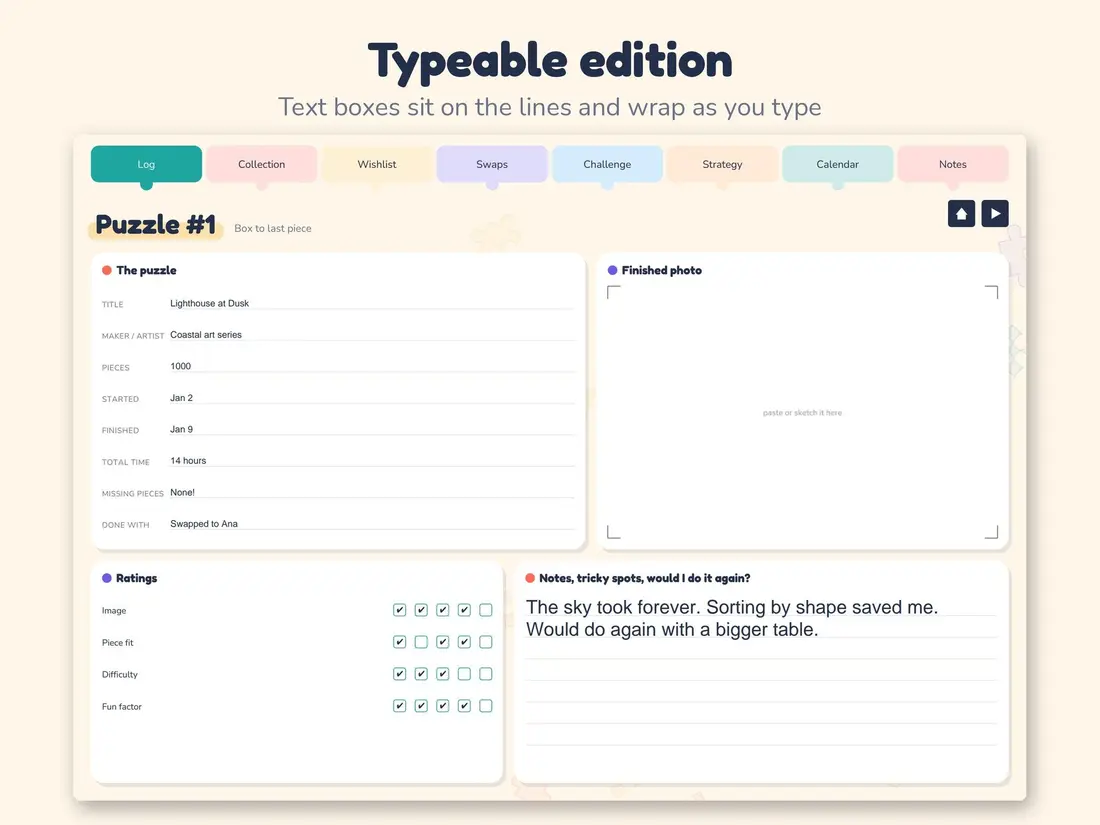 Typeable edition
Text boxes sit on the lines and wrap as you type
Log
Collection
Wishlist
Swaps
Challenge
Strategy
Calendar
Notes
Puzzle #1
Box to last piece
The puzzle
TITLE Lighthouse at Dusk
MAKER / ARTIST Coastal art series
PIECES 1000
STARTED Jan 2
FINISHED Jan 9
TOTAL TIME 14 hours
MISSING PIECES None!
DONE WITH Swapped to Ana
Finished photo
paste or sketch it here
Ratings
Image
Piece fit
Difficulty
Fun factor
Notes, tricky spots, would I do it again?
The sky took forever. Sorting by shape saved me.
Would do again with a bigger table.